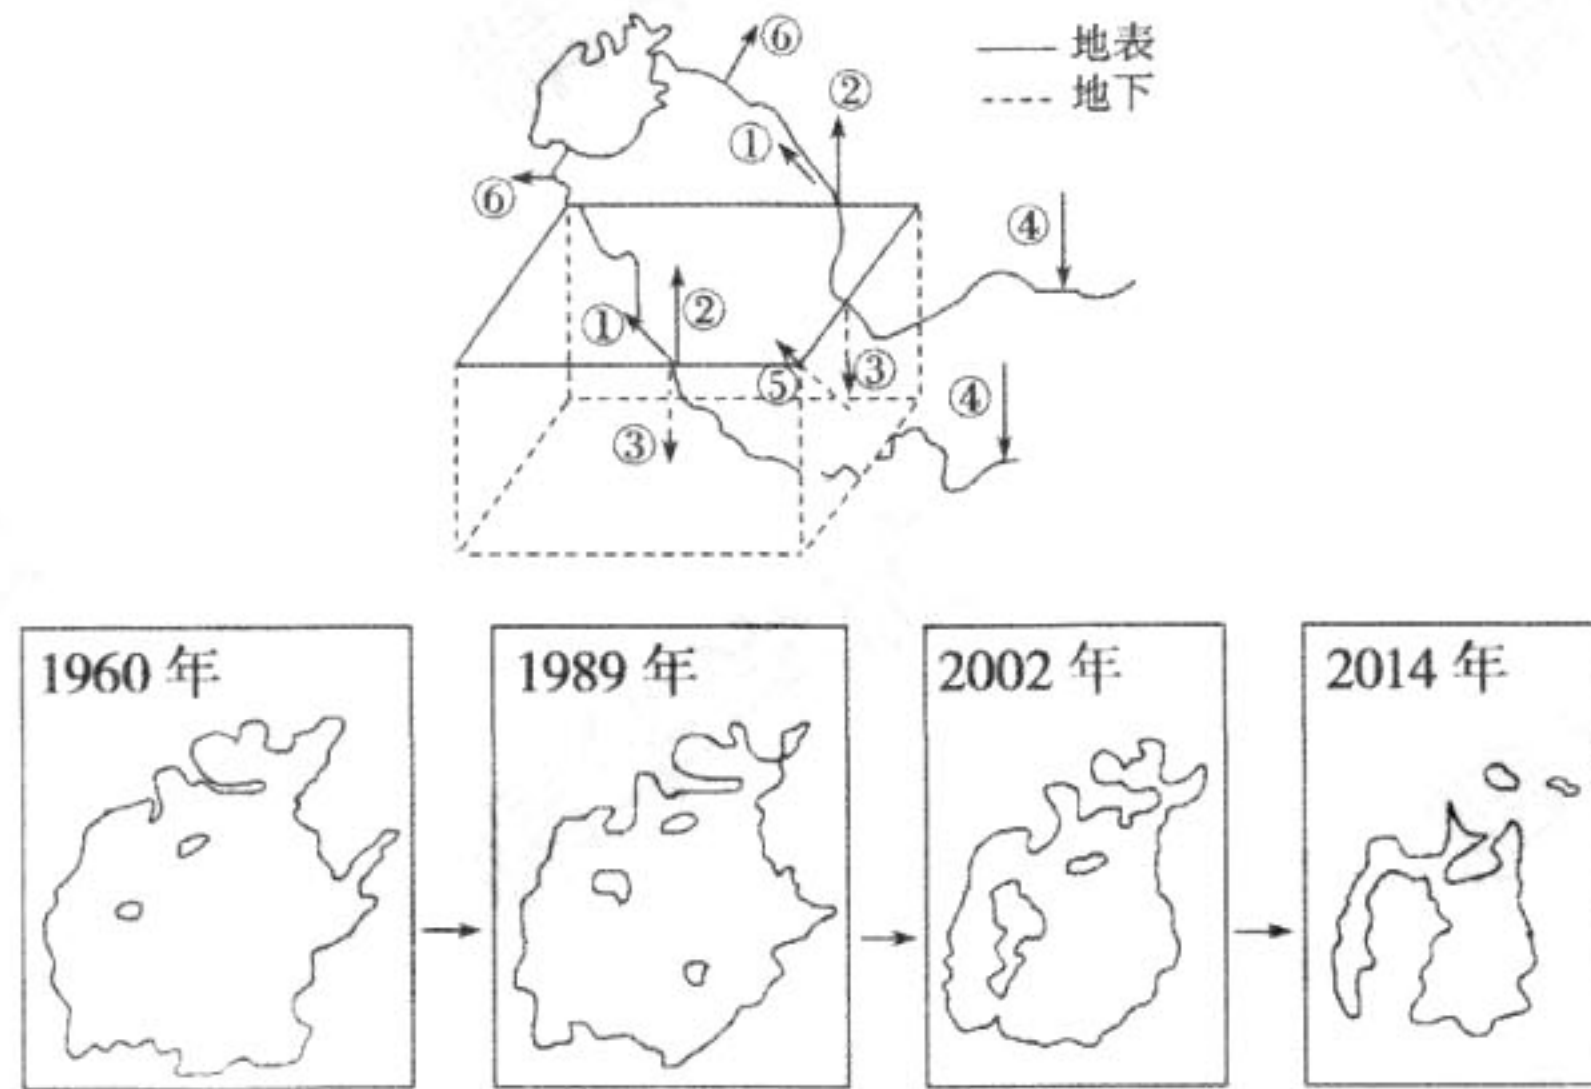 ⑥
②
—— 地表
---- 地下
①
⑥
④
①
②
⑤
③
④
③
1960 年
1989 年
2002 年
2014 年